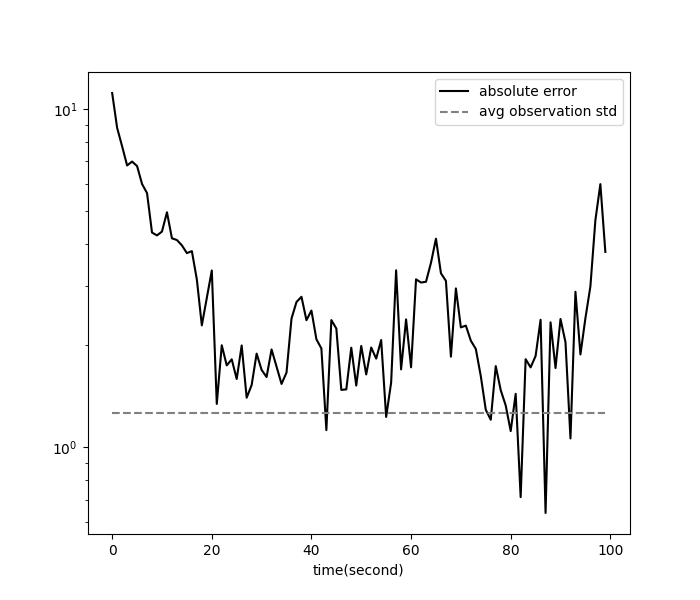 absolute error
avg observation std
10¹
10⁰
0 20 40 60 80 100
time(second)